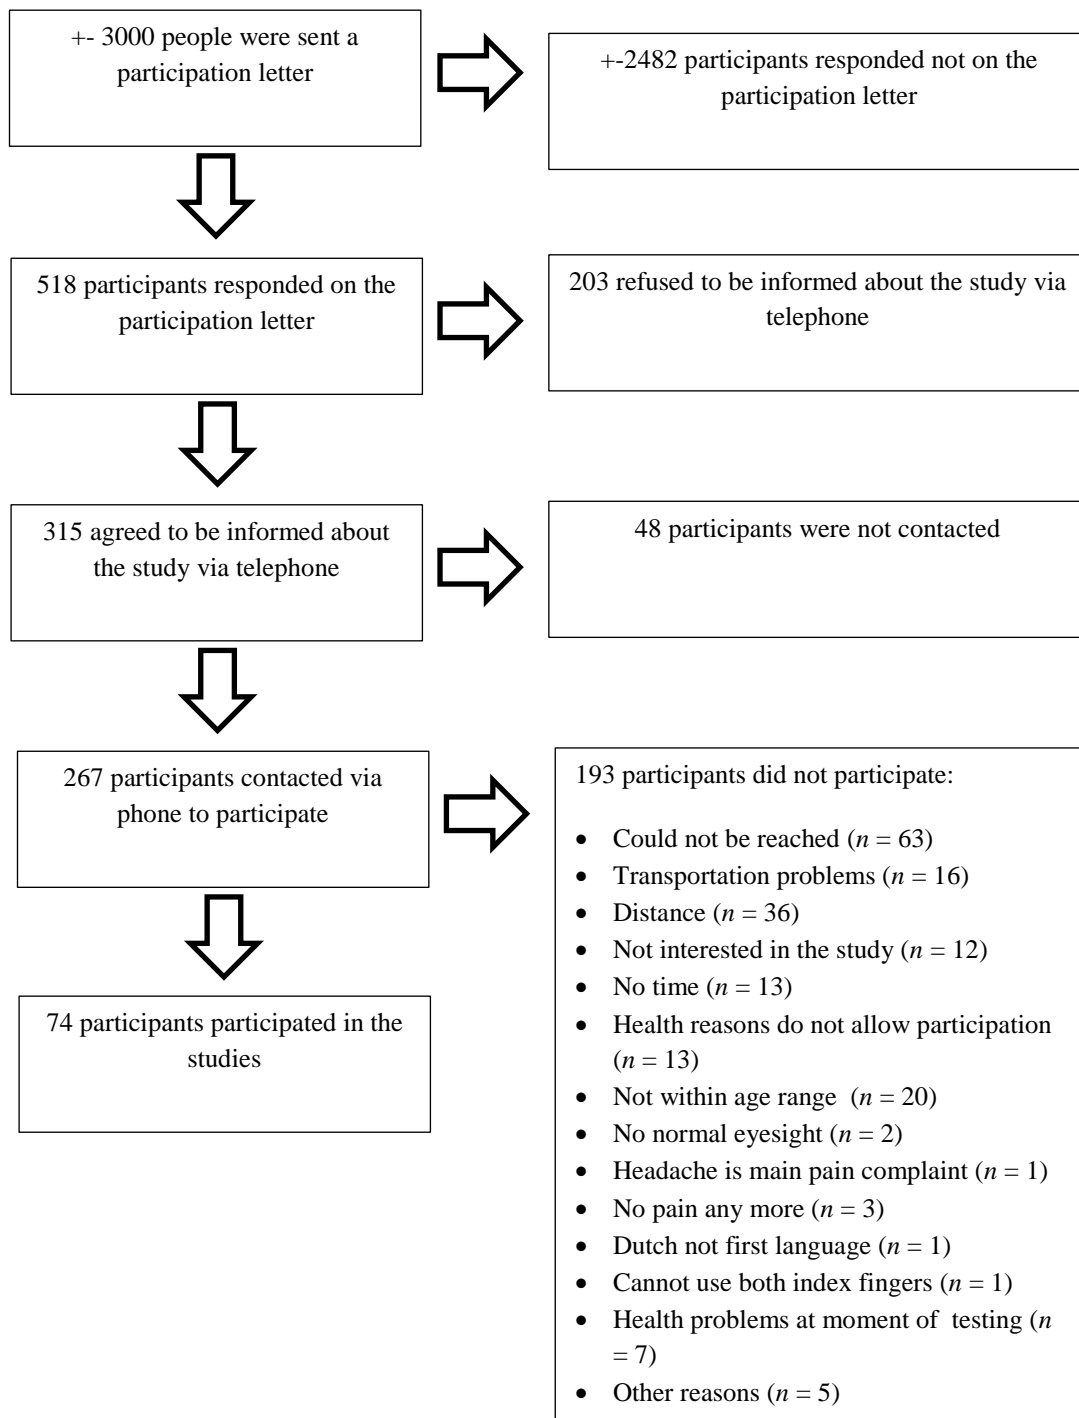 +- 3000 people were sent a
participation letter
+-2482 participants responded not on the
participation letter
518 participants responded on the
participation letter
203 refused to be informed about the study via
telephone
315 agreed to be informed about
the study via telephone
48 participants were not contacted
267 participants contacted via
phone to participate
193 participants did not participate:
• Could not be reached (n = 63)
• Transportation problems (n = 16)
• Distance (n = 36)
• Not interested in the study (n = 12)
• No time (n = 13)
• Health reasons do not allow participation
(n = 13)
• Not within age range (n = 20)
• No normal eyesight (n = 2)
• Headache is main pain complaint (n = 1)
• No pain any more (n = 3)
• Dutch not first language (n = 1)
• Cannot use both index fingers (n = 1)
• Health problems at moment of testing (n
= 7)
• Other reasons (n = 5)
74 participants participated in the
studies